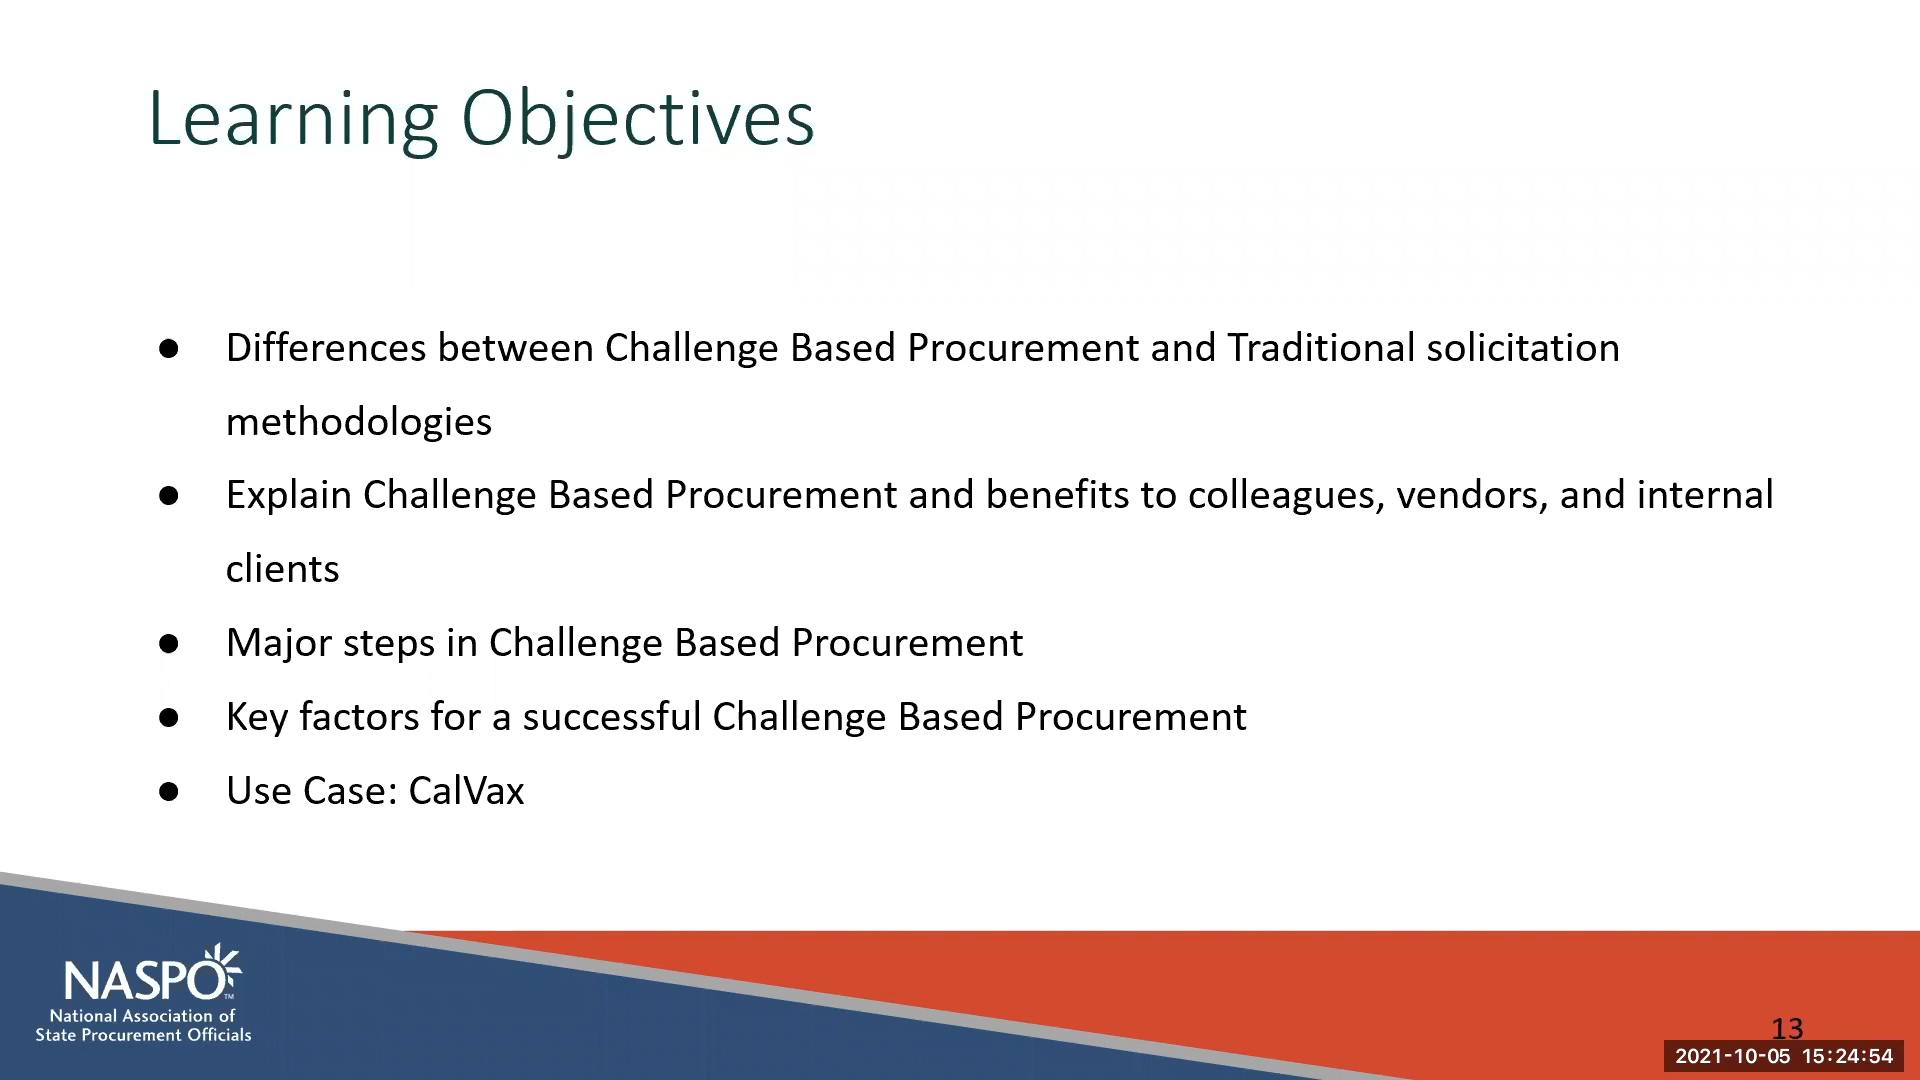 Learning Objectives
● Differences between Challenge Based Procurement and Traditional solicitation
methodologies
● Explain Challenge Based Procurement and benefits to colleagues, vendors, and internal
clients
● Major steps in Challenge Based Procurement
● Key factors for a successful Challenge Based Procurement
● Use Case: CalVax
NASPO™
National Association of
State Procurement Officials
13
2021-10-05 15:24:54